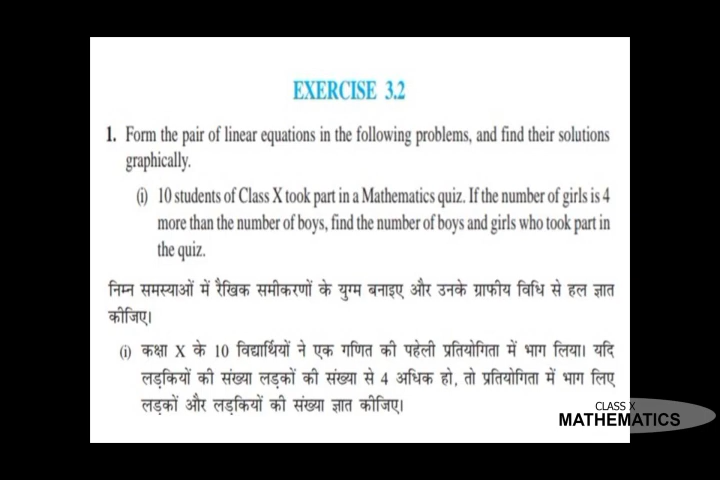 EXERCISE 3.2
1. Form the pair of linear equations in the following problems, and find their solutions
graphically.
(i) 10 students of Class X took part in a Mathematics quiz. If the number of girls is 4
more than the number of boys, find the number of boys and girls who took part in
the quiz.
निम्न समस्याओं में रैखिक समीकरणों के युग्म बनाइए और उनके ग्राफीय विधि से हल ज्ञात
कीजिए।
(i) कक्षा X के 10 विद्यार्थियों ने एक गणित की पहेली प्रतियोगिता में भाग लिया। यदि
लड़कियों की संख्या लड़कों की संख्या से 4 अधिक हो, तो प्रतियोगिता में भाग लिए
लड़कों और लड़कियों की संख्या ज्ञात कीजिए।
CLASS X
MATHEMATICS